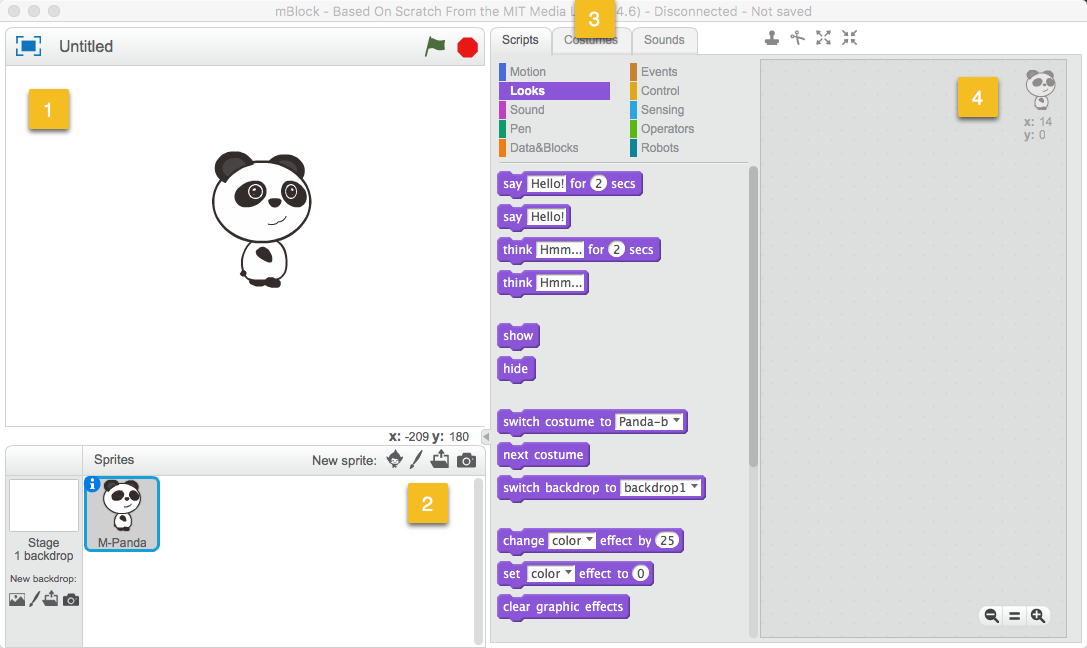 mBlock - Based On Scratch From the MIT Media L 4.6) - Disconnected - Not saved
Untitled
1
x: -209 y: 180
Sprites
New sprite:
M-Panda
Stage
1 backdrop
New backdrop:
2
3
Scripts
Costumes
Sounds
Motion
Looks
Sound
Pen
Data&Blocks
Events
Control
Sensing
Operators
Robots
say Hello! for 2 secs
say Hello!
think Hmm... for 2 secs
think Hmm...
show
hide
switch costume to Panda-b
next costume
switch backdrop to backdrop1
change color effect by 25
set color effect to 0
clear graphic effects
4
x: 14
y: 0